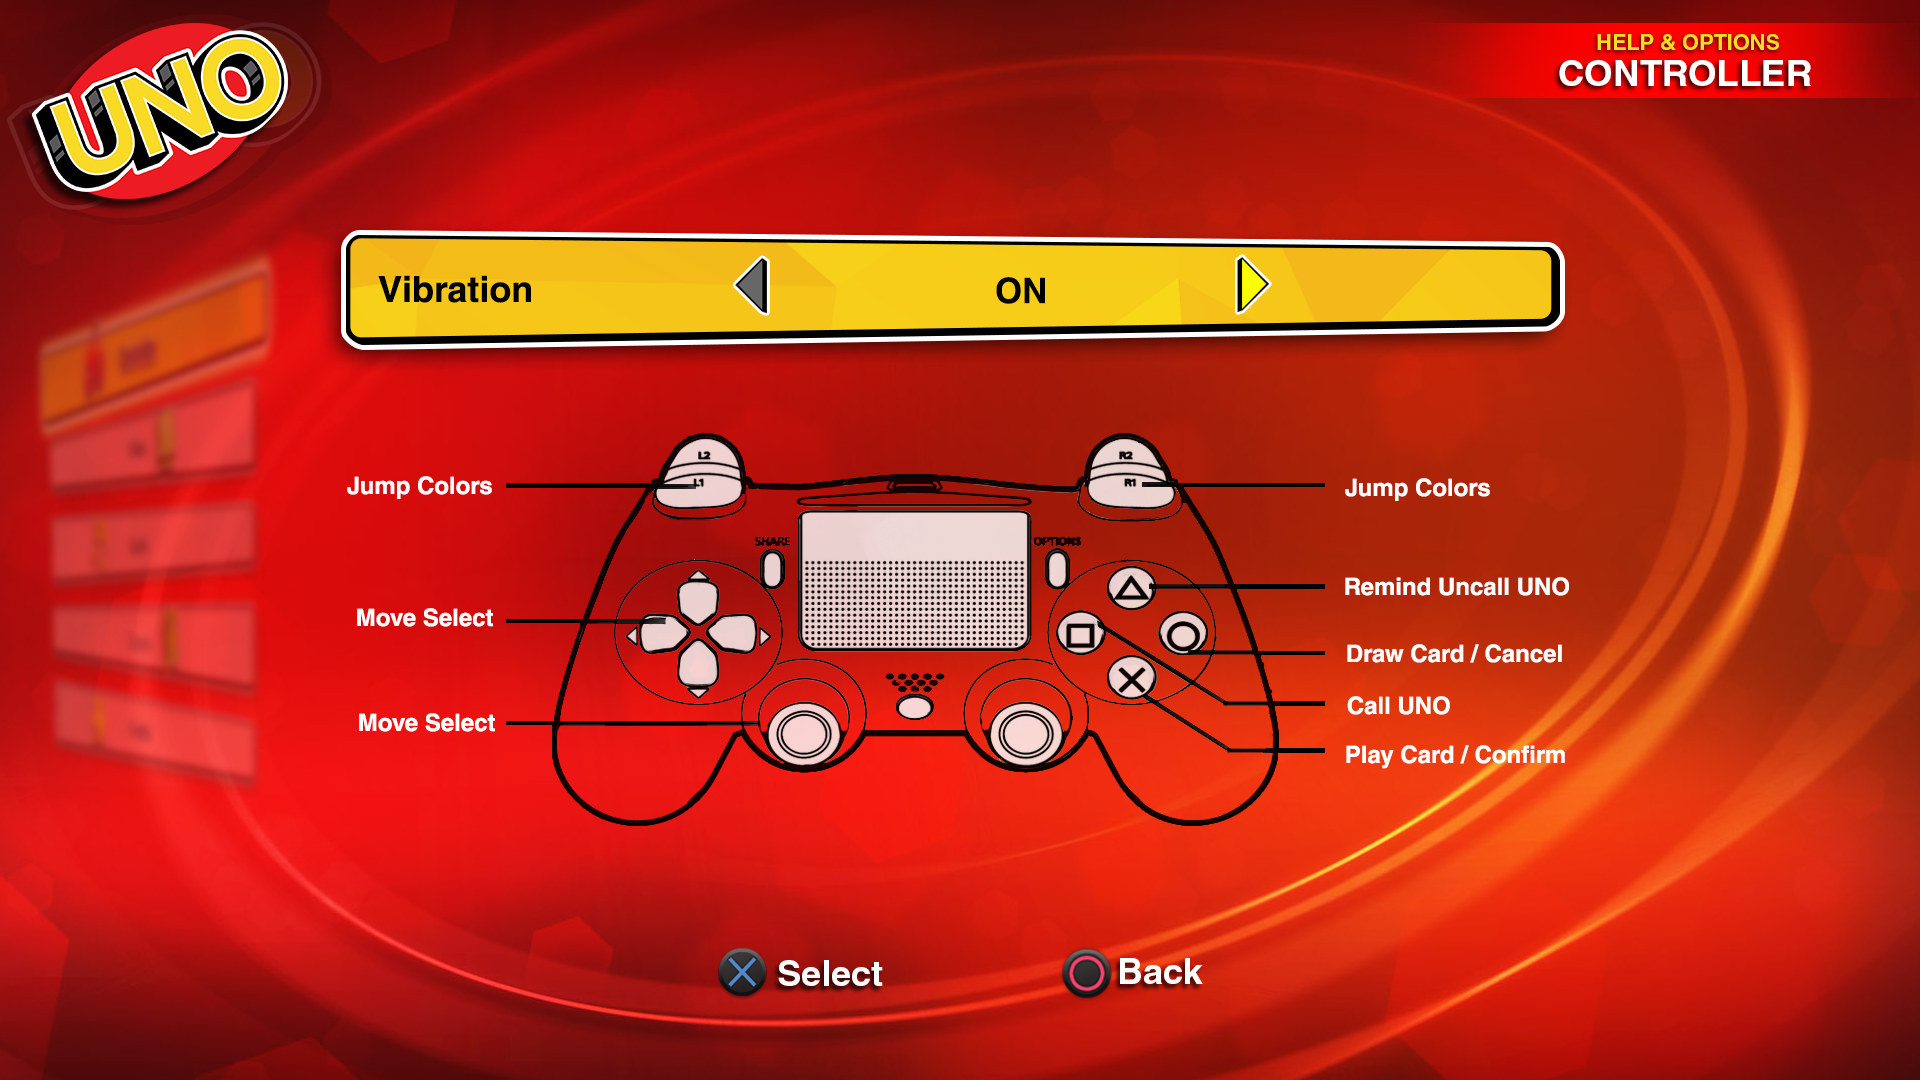 UNO
HELP & OPTIONS
CONTROLLER
Vibration
ON
L2
L1
R2
R1
Jump Colors
Jump Colors
SHARE
OPTIONS
Remind Uncall UNO
Move Select
Draw Card / Cancel
Call UNO
Move Select
Play Card / Confirm
Select
Back